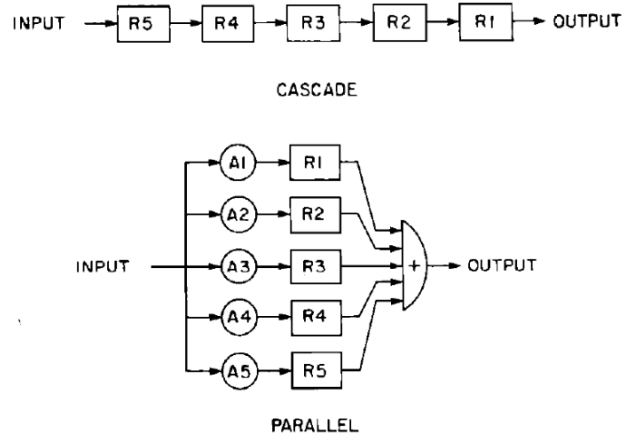 INPUT R5 R4 R3 R2 R1 OUTPUT
CASCADE
A1 R1
A2 R2
INPUT A3 R3 + OUTPUT
A4 R4
A5 R5
PARALLEL